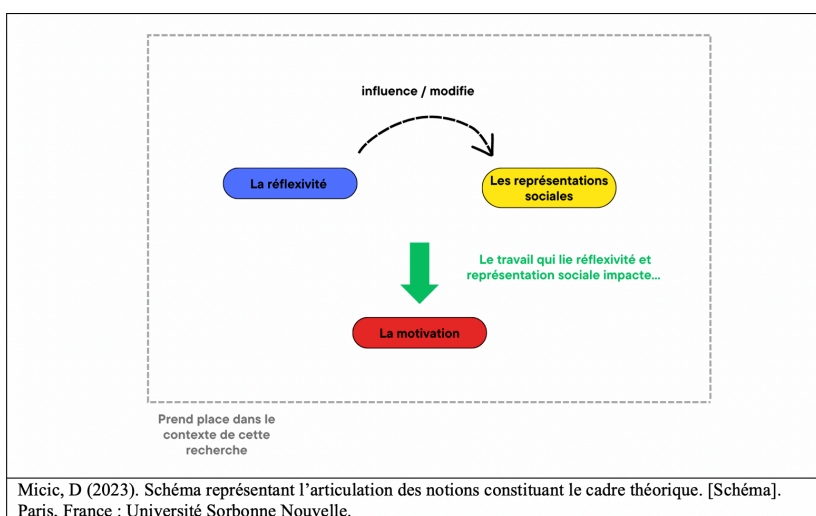 influence / modifie
La réflexivité
Les représentations
sociales
Le travail qui lie réflexivité et
représentation sociale impacte...
La motivation
Prend place dans le
contexte de cette
recherche
Micic, D (2023). Schéma représentant l’articulation des notions constituant le cadre théorique. [Schéma].
Paris, France : Université Sorbonne Nouvelle.